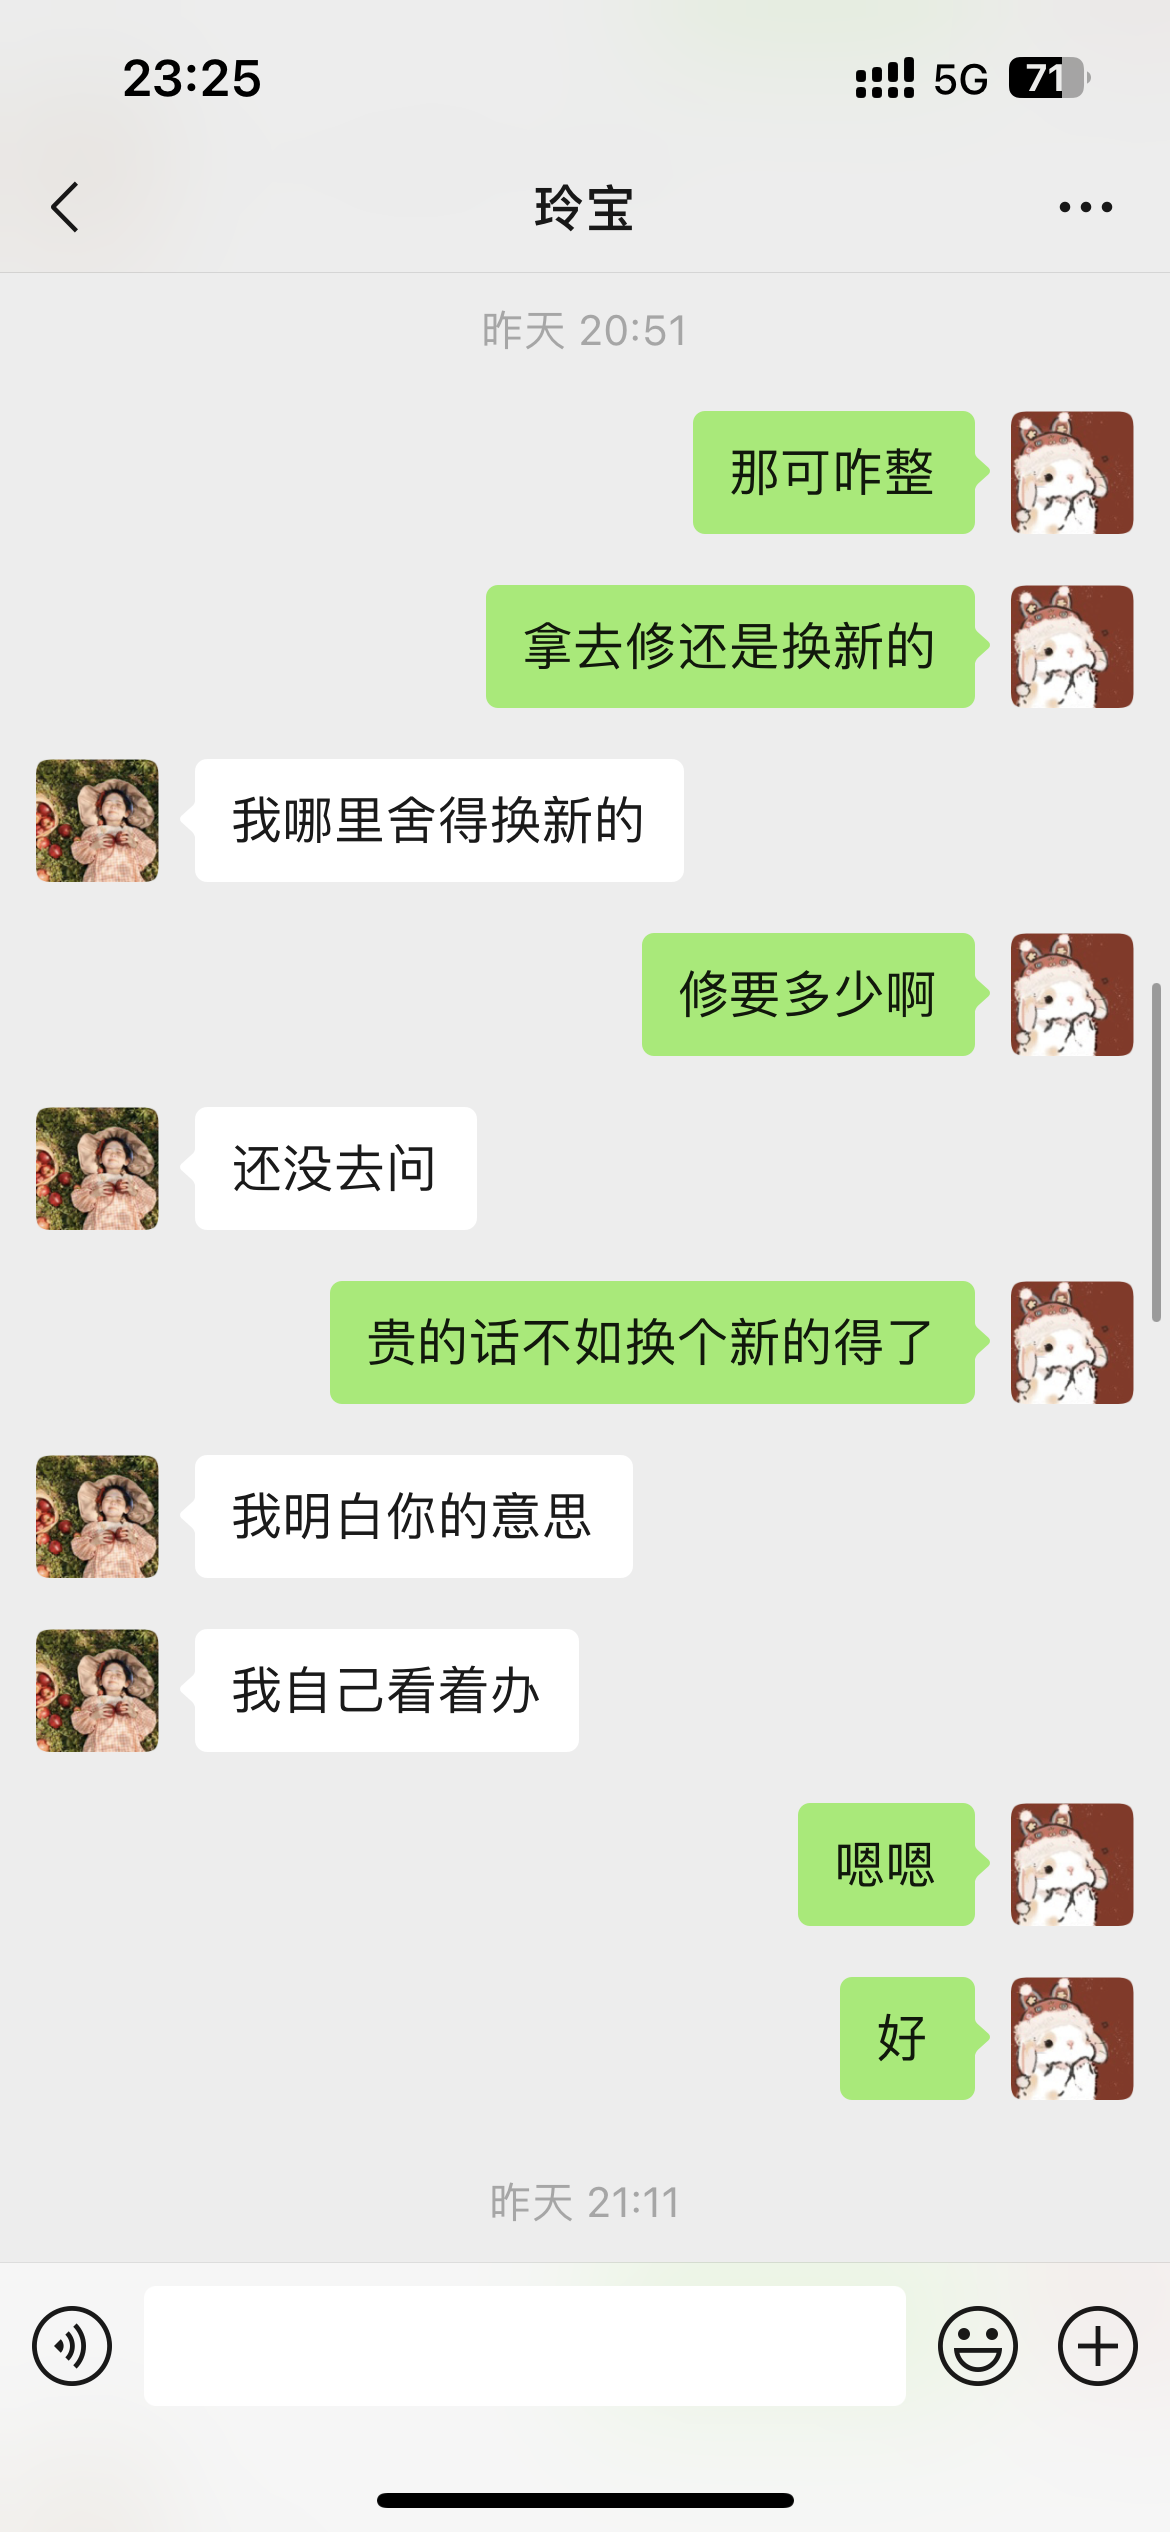 23:25
5G 71
玲宝
昨天 20:51
那可咋整
拿去修还是换新的
我哪里舍得换新的
修要多少啊
还没去问
贵的话不如换个新的得了
我明白你的意思
我自己看着办
嗯嗯
好
昨天 21:11